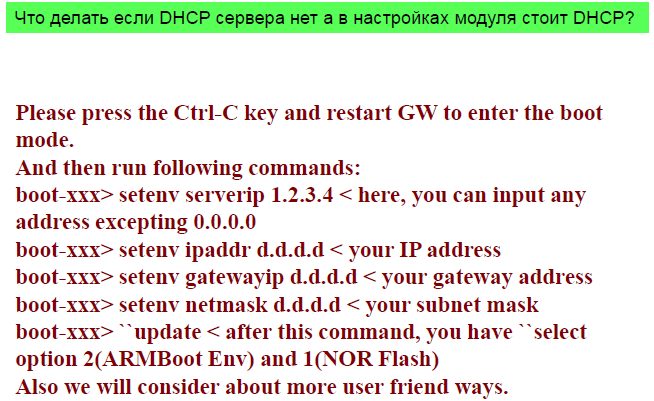 Что делать если DHCP сервера нет а в настройках модуля стоит DHCP?
Please press the Ctrl-C key and restart GW to enter the boot
mode.
And then run following commands:
boot-xxx> setenv serverip 1.2.3.4 < here, you can input any
address excepting 0.0.0.0
boot-xxx> setenv ipaddr d.d.d.d < your IP address
boot-xxx> setenv gatewayip d.d.d.d < your gateway address
boot-xxx> setenv netmask d.d.d.d < your subnet mask
boot-xxx> ``update < after this command, you have ``select
option 2(ARMBoot Env) and 1(NOR Flash)
Also we will consider about more user friend ways.